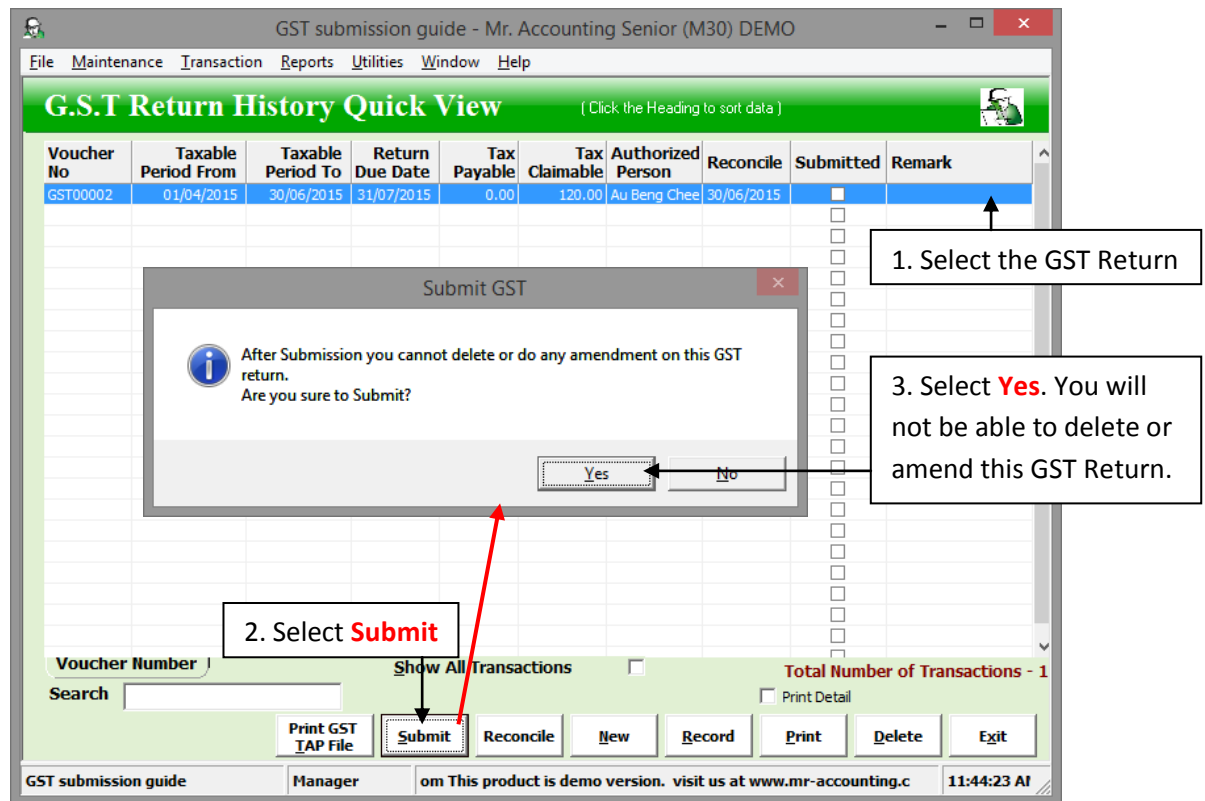 GST submission guide - Mr. Accounting Senior (M30) DEMO
File Maintenance Transaction Reports Utilities Window Help
G.S.T Return History Quick View ( Click the Heading to sort data )
Voucher No Taxable Period From Taxable Period To Return Due Date Tax Payable Tax Claimable Authorized Person Reconcile Submitted Remark
GST00002 01/04/2015 30/06/2015 31/07/2015 0.00 120.00 Au Beng Chee 30/06/2015
1. Select the GST Return
Submit GST
After Submission you cannot delete or do any amendment on this GST
return.
Are you sure to Submit?
Yes No
3. Select Yes. You will
not be able to delete or
amend this GST Return.
2. Select Submit
Voucher Number Show All Transactions Total Number of Transactions - 1
Search Print Detail
Print GST TAP File Submit Reconcile New Record Print Delete Exit
GST submission guide Manager om This product is demo version. visit us at www.mr-accounting.c 11:44:23 AM